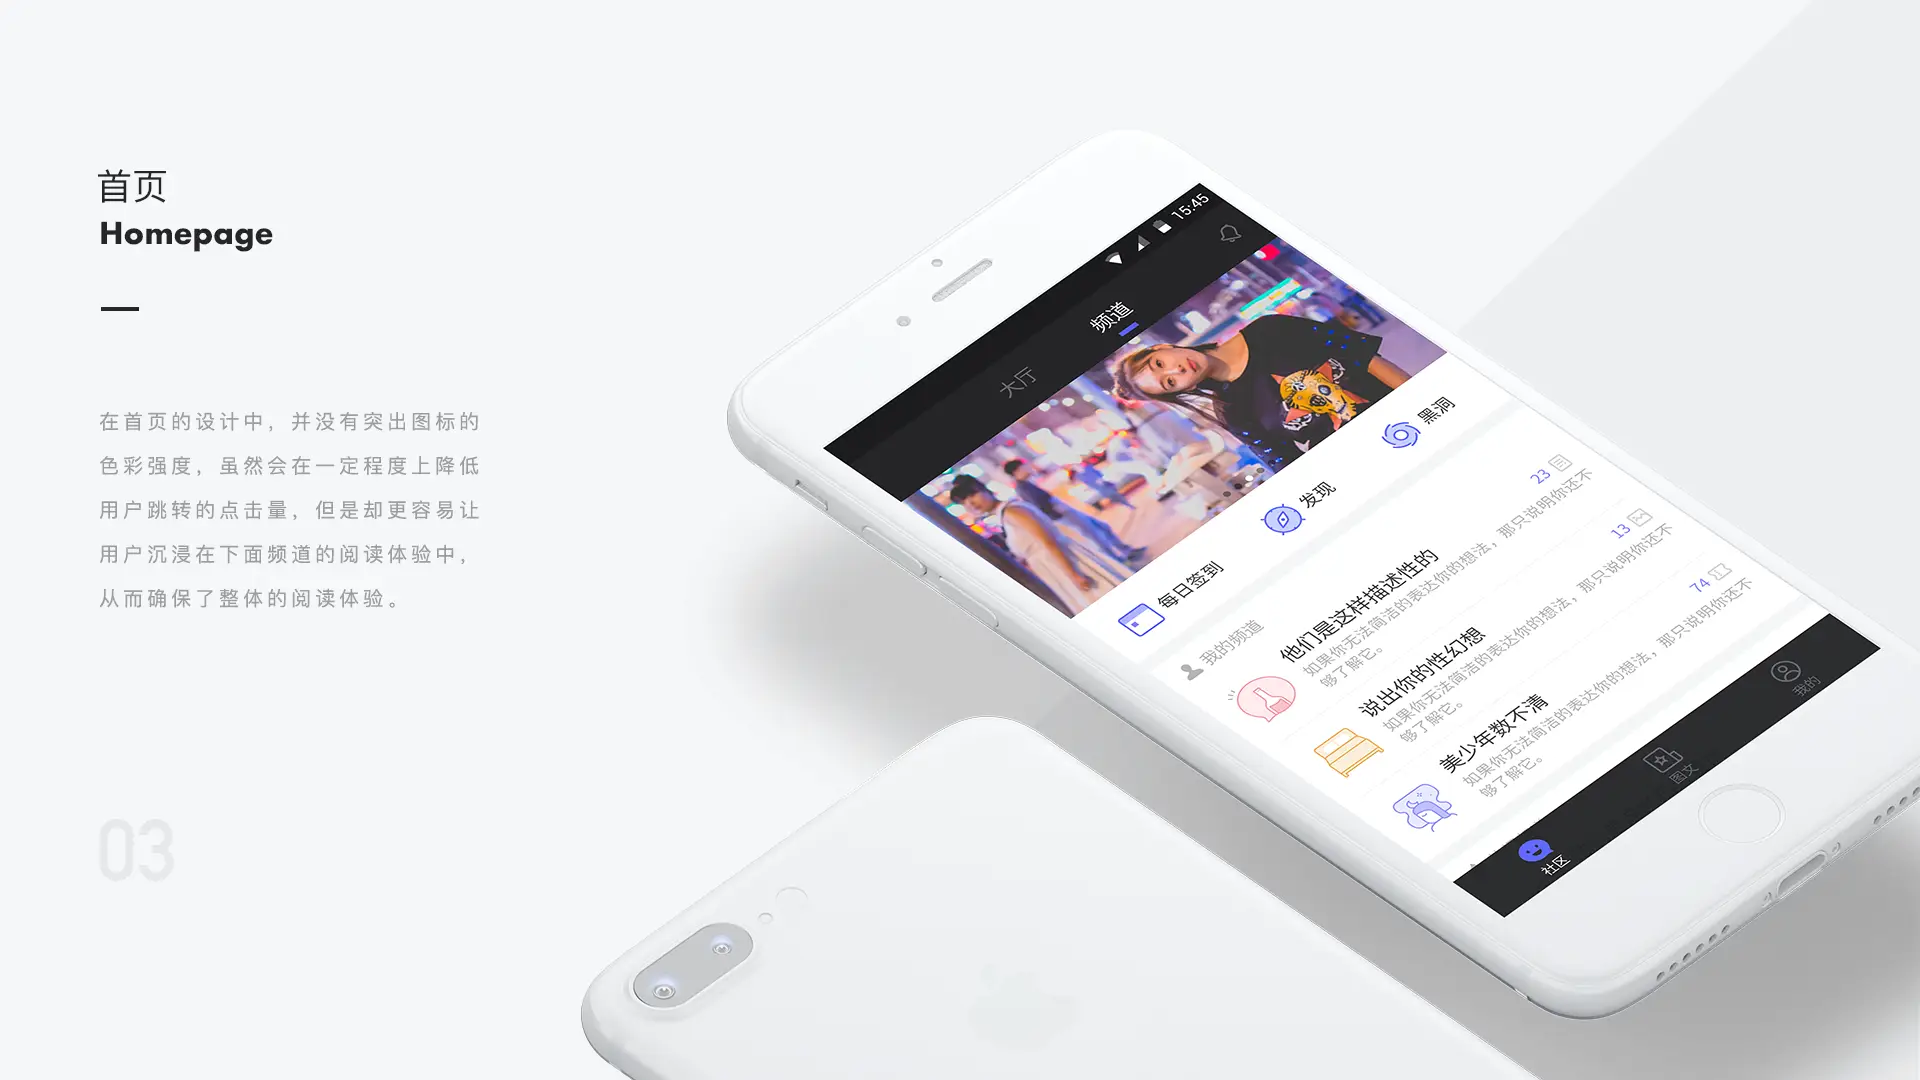 首页
Homepage
在首页的设计中，并没有突出图标的
色彩强度，虽然会在一定程度上降低
用户跳转的点击量，但是却更容易让
用户沉浸在下面频道的阅读体验中，
从而确保了整体的阅读体验。
03
15:45
大厅
频道
每日签到
发现
黑洞
我的频道
他们是这样描述性的
23
如果你无法简洁的表达你的想法，那只说明你还不
够了解它。
说出你的性幻想
13
如果你无法简洁的表达你的想法，那只说明你还不
够了解它。
美少年数不清
74
如果你无法简洁的表达你的想法，那只说明你还不
够了解它。
社区
图文
我的